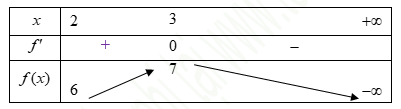 x 2 3 +∞
f' + 0 −
f(x) 6 7 −∞